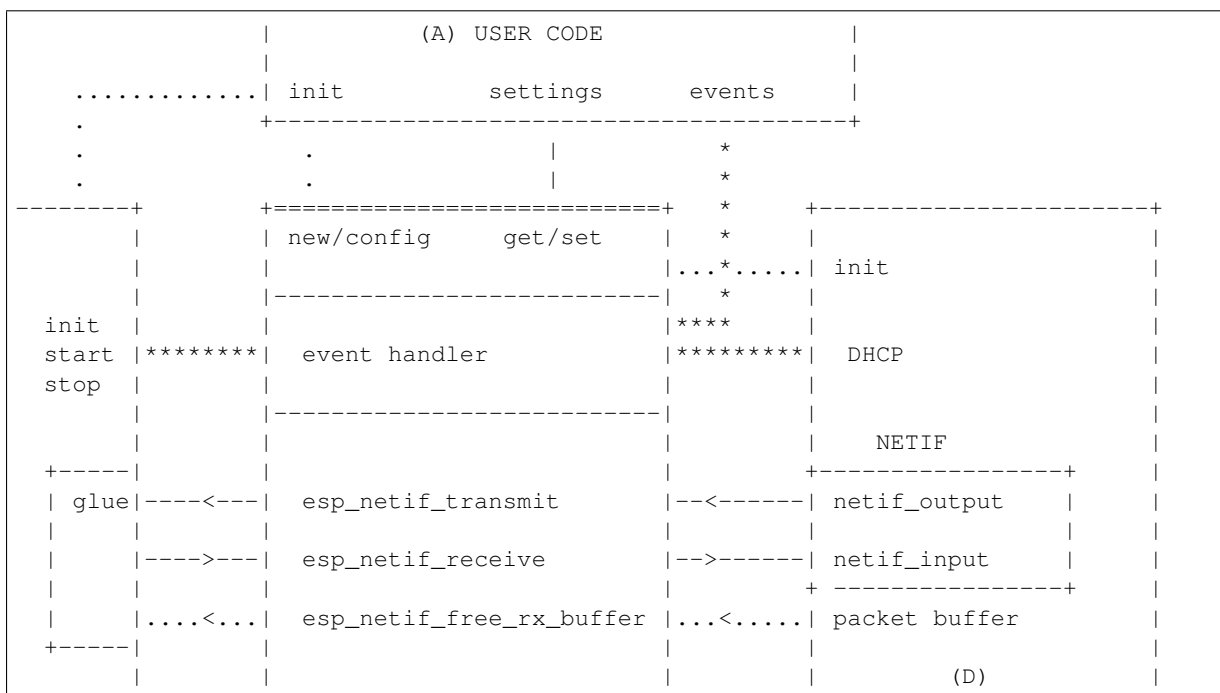 |          (A) USER CODE                 |
                 |                                        |
    .............| init          settings      events     |
    .            +----------------------------------------+
    .               .                |           *
    .               .                |           *
--------+        +===========================+   *     +-----------------------+
        |        | new/config     get/set    |   *     |                       |
        |        |                           |...*.....| init                  |
        |        |---------------------------|   *     |                       |
  init  |        |                           |****     |                       |
  start |********|  event handler            |*********|  DHCP                 |
  stop  |        |                           |         |                       |
        |        |---------------------------|         |                       |
        |        |                           |         |    NETIF              |
  +-----|        |                           |         +-----------------+     |
  | glue|----<---|  esp_netif_transmit       |--<------| netif_output    |     |
  |     |        |                           |         |                 |     |
  |     |---->---|  esp_netif_receive        |-->------| netif_input     |     |
  |     |        |                           |         + ----------------+     |
  |     |....<...|  esp_netif_free_rx_buffer |...<.....| packet buffer         |
  +-----|        |                           |         |                       |
        |        |                           |         |         (D)           |